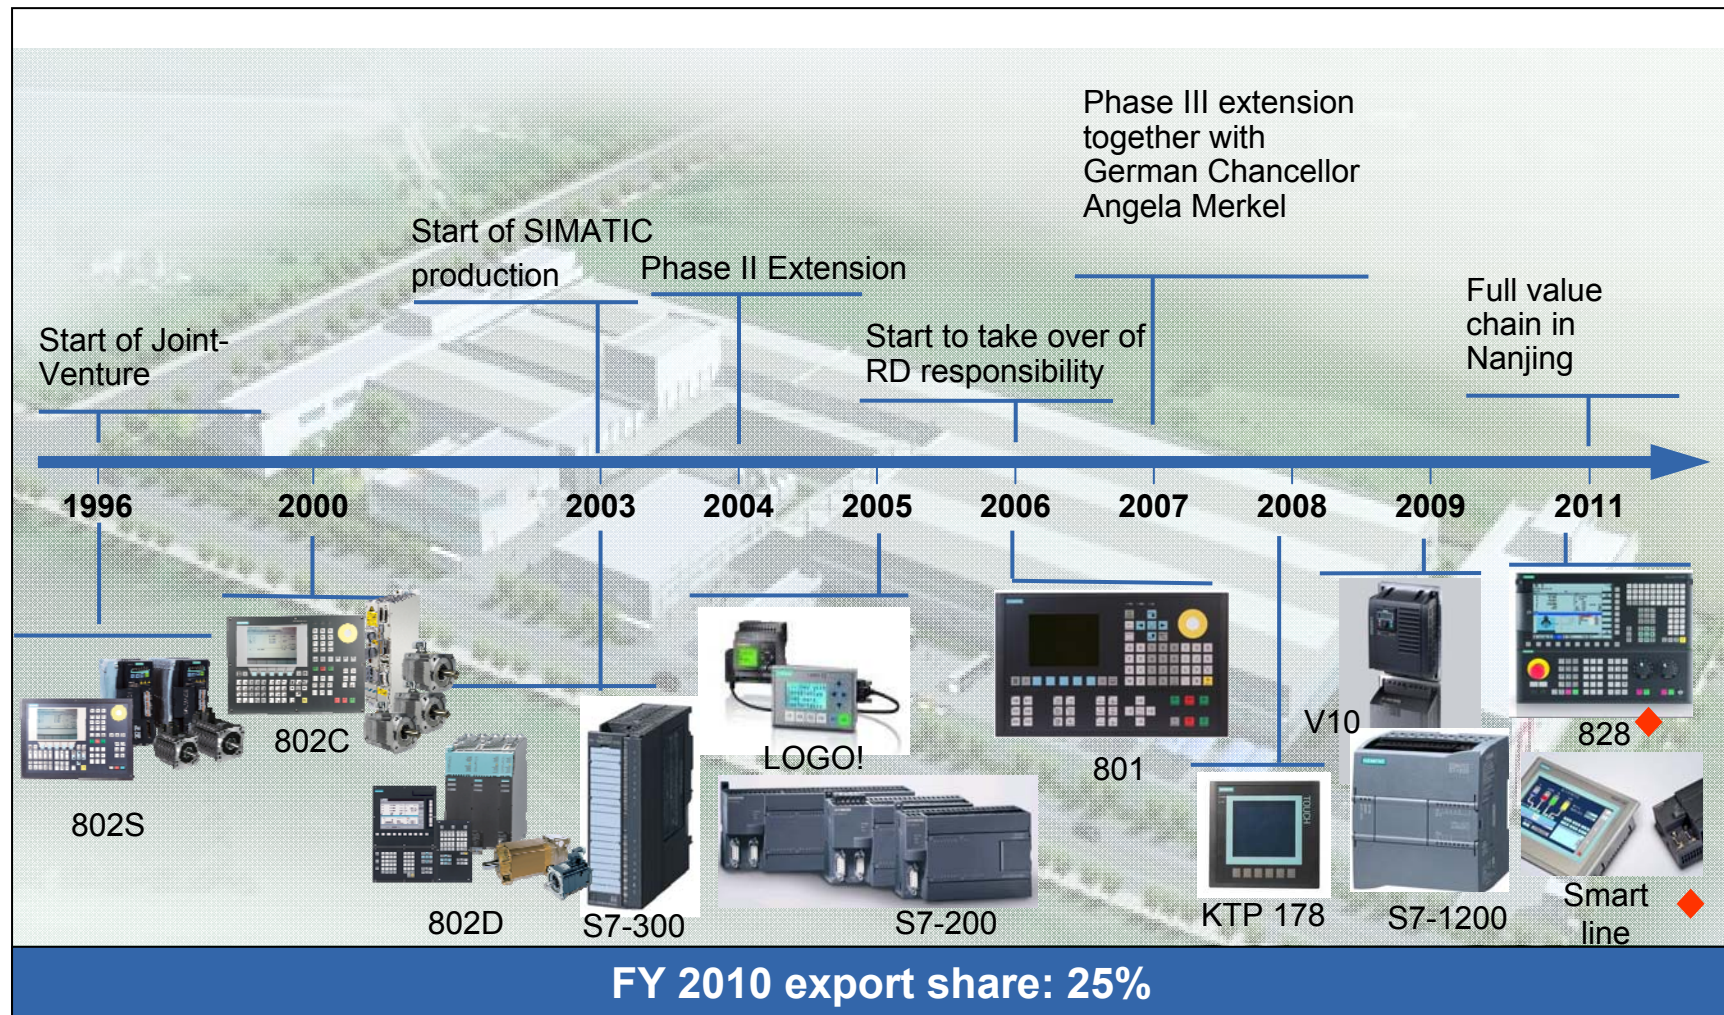 Phase III extension
together with
German Chancellor
Angela Merkel
Start of SIMATIC
production
Phase II Extension
Full value
chain in
Nanjing
Start of Joint-
Venture
Start to take over of
RD responsibility
1996 2000 2003 2004 2005 2006 2007 2008 2009 2011
802S
802C
802D
S7-300
LOGO!
S7-200
801
TOUCH
KTP 178
V10
S7-1200
828
Smart
line
FY 2010 export share: 25%